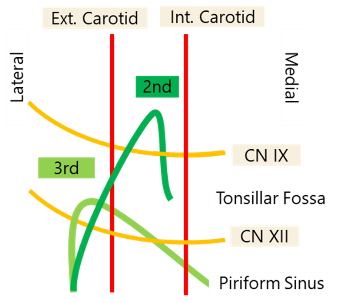 Ext. Carotid
Int. Carotid
Lateral
Medial
2nd
CN IX
3rd
Tonsillar Fossa
CN XII
Piriform Sinus